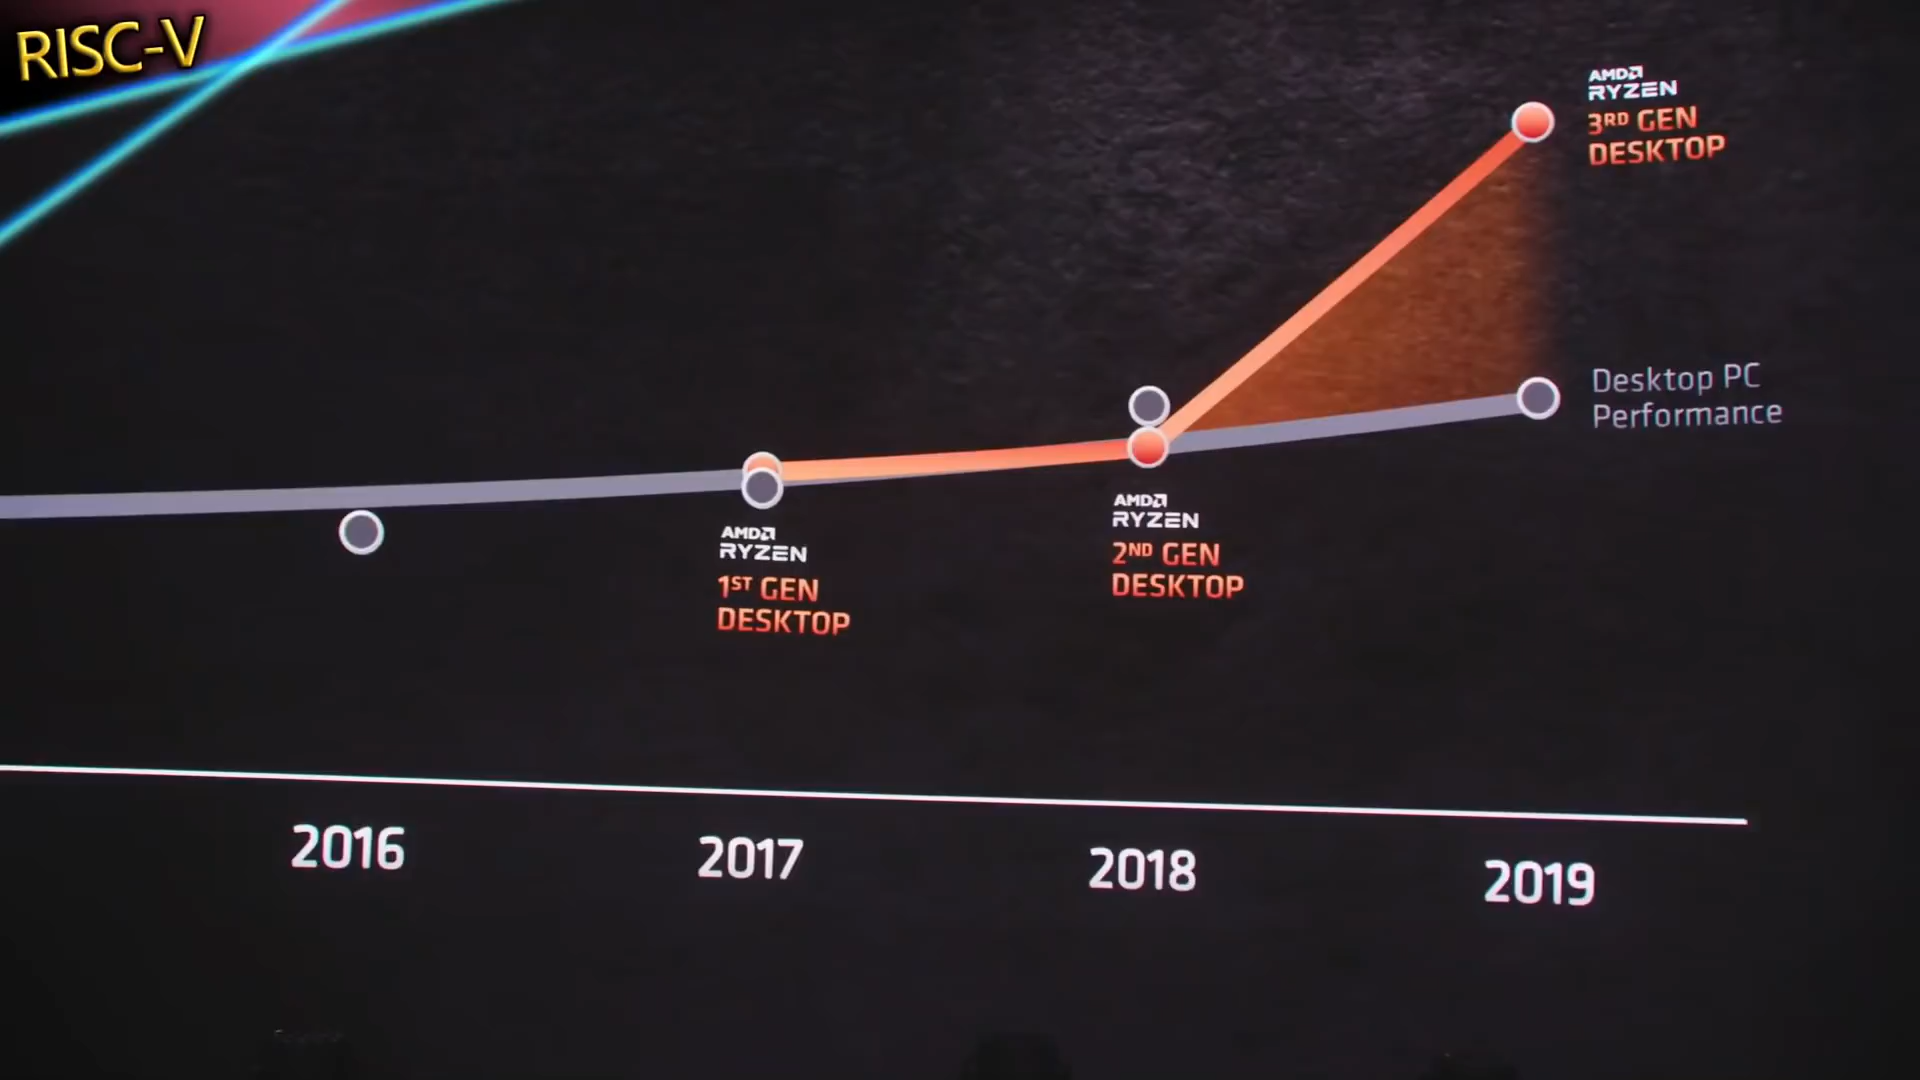 RISC-V
AMD
RYZEN
3RD GEN
DESKTOP
Desktop PC
Performance
AMD
RYZEN
2ND GEN
DESKTOP
AMD
RYZEN
1ST GEN
DESKTOP
2016
2017
2018
2019